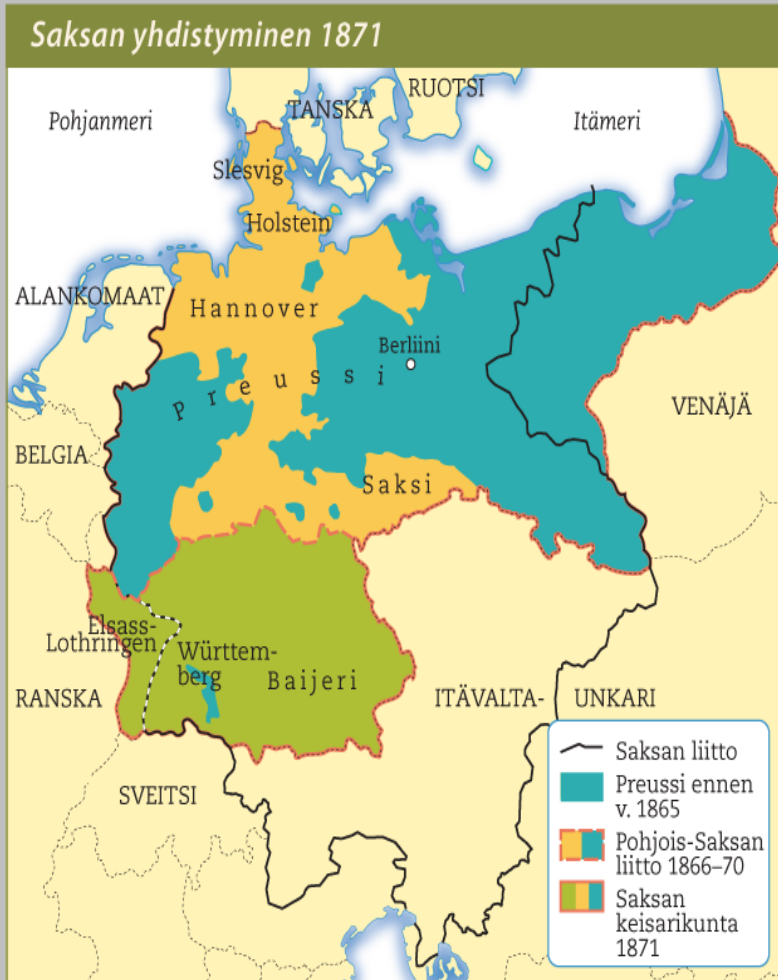 Saksan yhdistyminen 1871
RUOTSI
TANSKA
Pohjanmeri
Itämeri
Slesvig
Holstein
ALANKOMAAT
Hannover
Berliini
Preussi
VENÄJÄ
BELGIA
Saksi
Elsass-
Lothringen
Württem-
berg
Baijeri
RANSKA
ITÄVALTA-
UNKARI
SVEITSI
Saksan liitto
Preussi ennen
v. 1865
Pohjois-Saksan
liitto 1866–70
Saksan
keisarikunta
1871